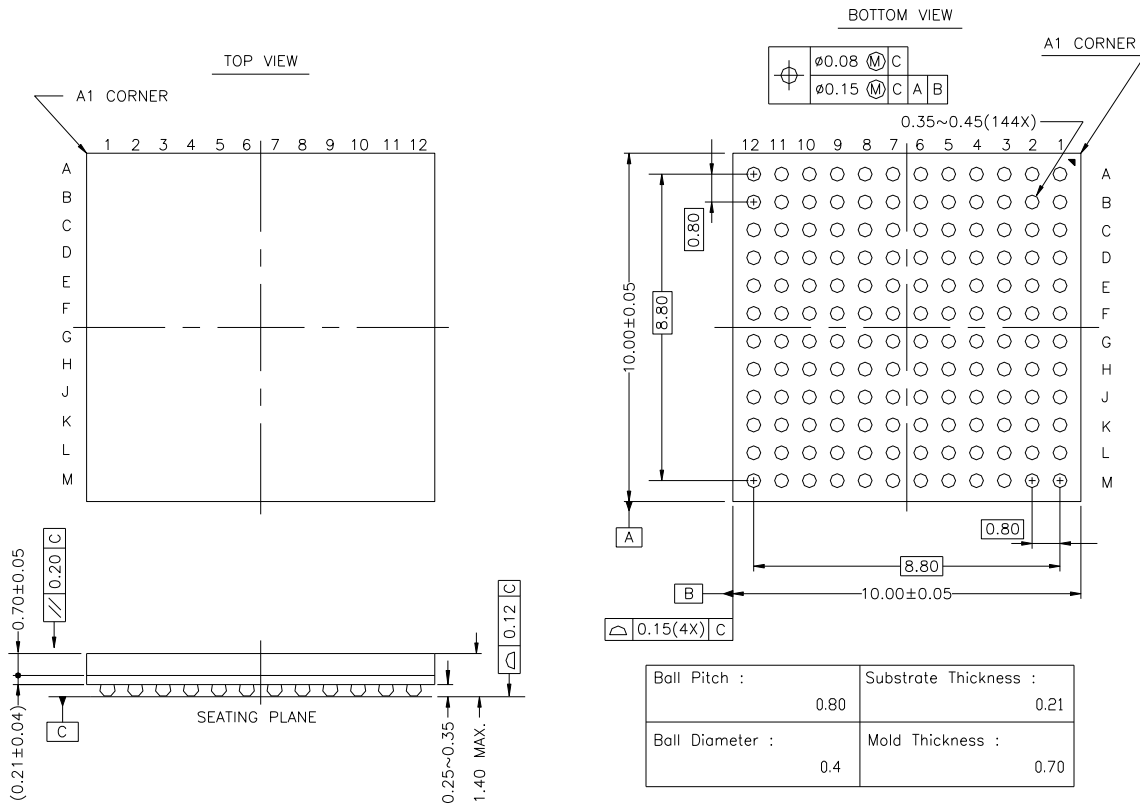 TOP VIEW
A1 CORNER
1 2 3 4 5 6 7 8 9 10 11 12
A
B
C
D
E
F
G
H
J
K
L
M
BOTTOM VIEW
A1 CORNER
⌀0.08 Ⓜ C
⌀0.15 Ⓜ C A B
0.35~0.45(144X)
12 11 10 9 8 7 6 5 4 3 2 1
A
B
C
D
E
F
G
H
J
K
L
M
0.80
8.80
10.00±0.05
A
0.80
8.80
B
10.00±0.05
0.15(4X) C
0.70±0.05
// 0.20 C
(0.21±0.04)
C
SEATING PLANE
0.12 C
0.25~0.35
1.40 MAX.
Ball Pitch :
0.80
Substrate Thickness :
0.21
Ball Diameter :
0.4
Mold Thickness :
0.70